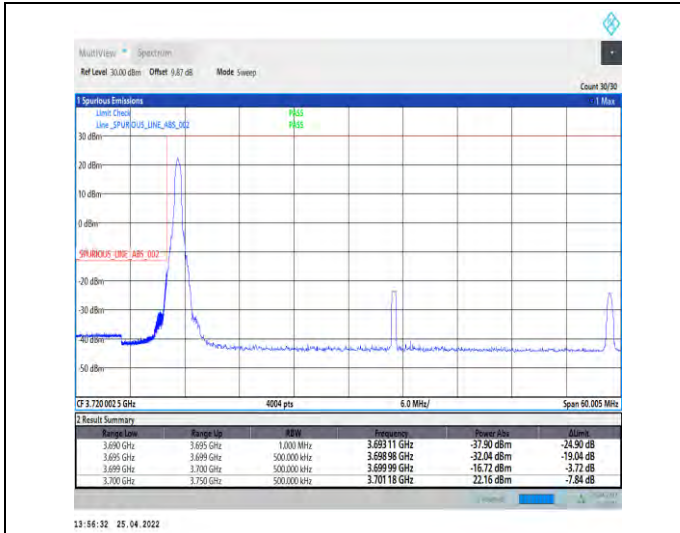 MultiView Spectrum
Ref Level 30.00 dBm Offset 9.87 dB Mode Sweep
Count 30/30
1 Spurious Emissions 1 Max
Limit Check PASS
Line _SPURIOUS_LINE_ABS_002 PASS
30 dBm
20 dBm
10 dBm
0 dBm
_SPURIOUS_LINE_ABS_002
-20 dBm
-30 dBm
-40 dBm
-50 dBm
CF 3.720 002 5 GHz 4004 pts 6.0 MHz/ Span 60.005 MHz
2 Result Summary
Range Low Range Up RBW Frequency Power Abs ΔLimit
3.690 GHz 3.695 GHz 1.000 MHz 3.693 11 GHz -37.90 dBm -24.90 dB
3.695 GHz 3.699 GHz 500.000 kHz 3.698 98 GHz -32.04 dBm -19.04 dB
3.699 GHz 3.700 GHz 500.000 kHz 3.699 99 GHz -16.72 dBm -3.72 dB
3.700 GHz 3.750 GHz 500.000 kHz 3.701 18 GHz 22.16 dBm -7.84 dB
13:56:32 25.04.2022